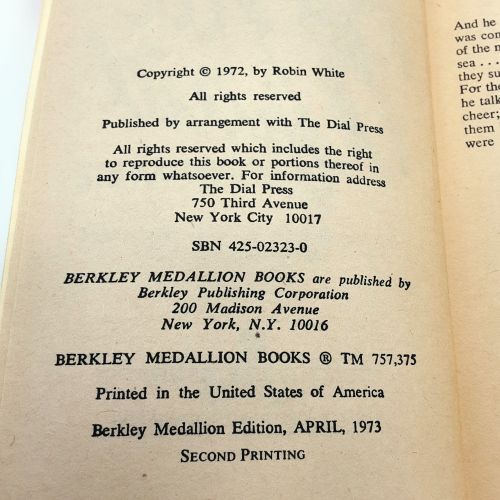 Copyright © 1972, by Robin White
All rights reserved
Published by arrangement with The Dial Press
All rights reserved which includes the right
to reproduce this book or portions thereof in
any form whatsoever. For information address
The Dial Press
750 Third Avenue
New York City 10017
SBN 425-02323-0
BERKLEY MEDALLION BOOKS are published by
Berkley Publishing Corporation
200 Madison Avenue
New York, N.Y. 10016
BERKLEY MEDALLION BOOKS ® TM 757,375
Printed in the United States of America
Berkley Medallion Edition, APRIL, 1973
SECOND PRINTING
And he
was con
of the n
sea . . .
they su
For the
he talk
cheer;
them
were